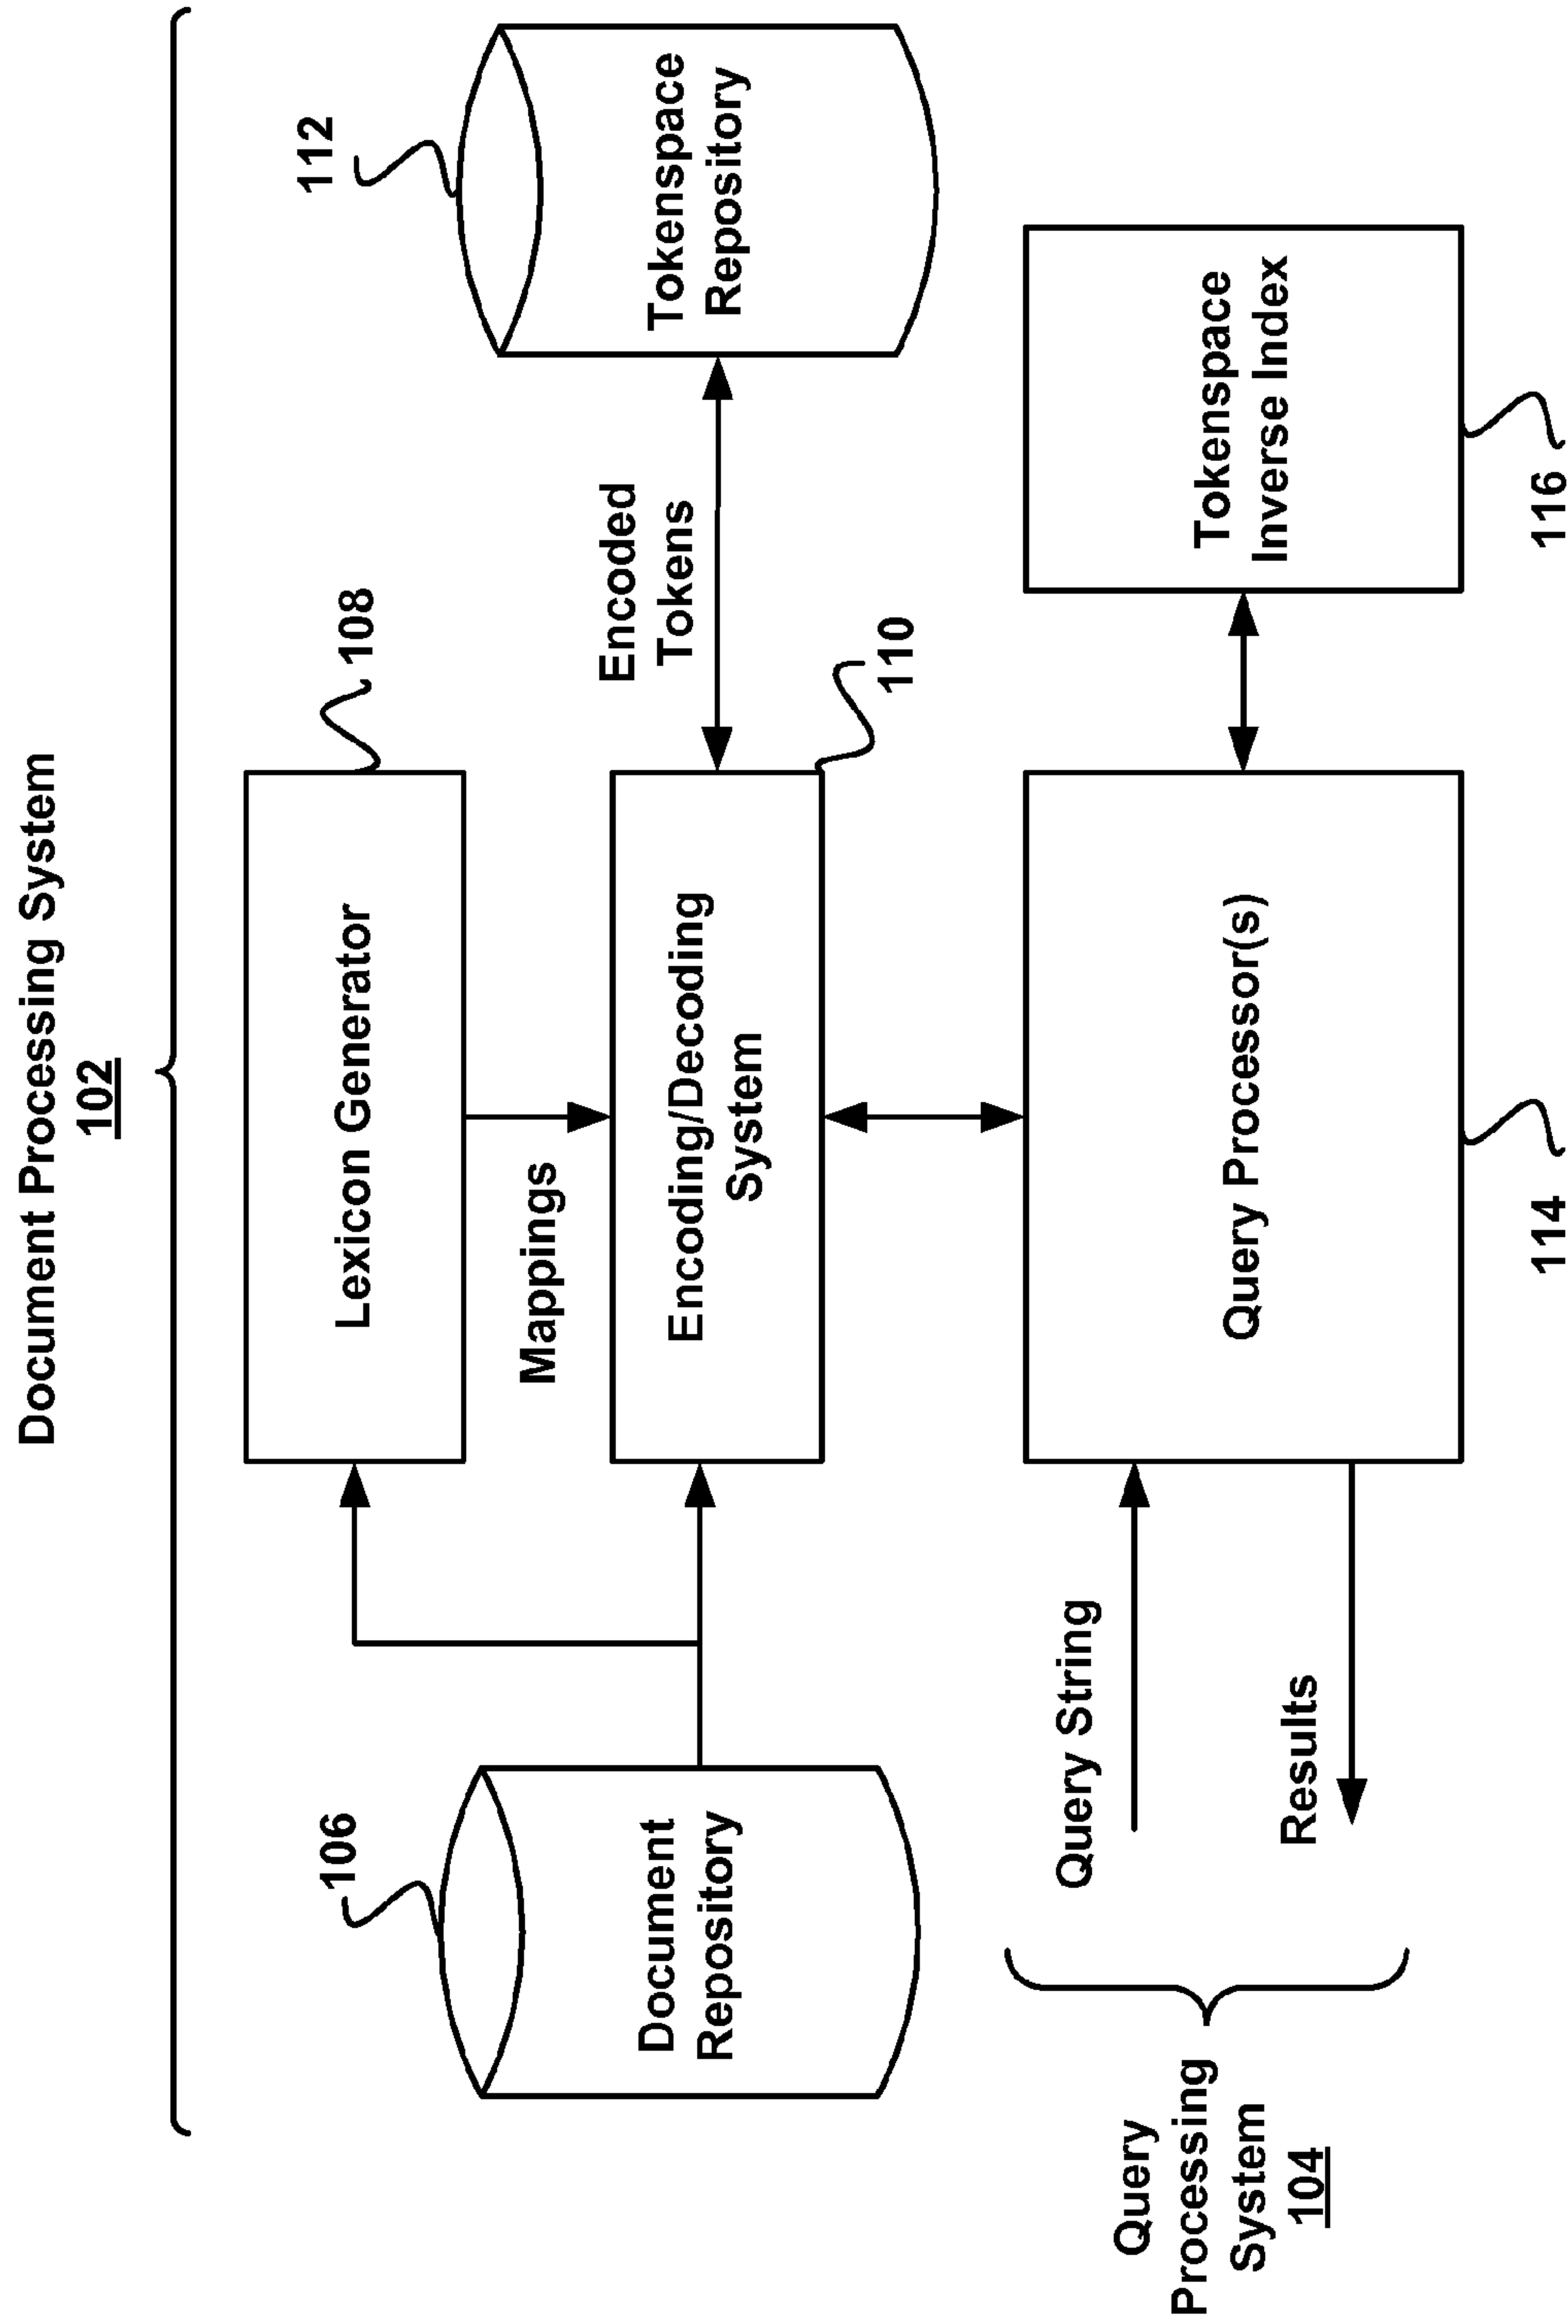 Document Processing System
102
106
Document
Repository
Lexicon Generator
108
Mappings
Encoding/Decoding
System
110
Encoded
Tokens
112
Tokenspace
Repository
Query
Processing
System
104
Query String
Results
Query Processor(s)
114
Tokenspace
Inverse Index
116